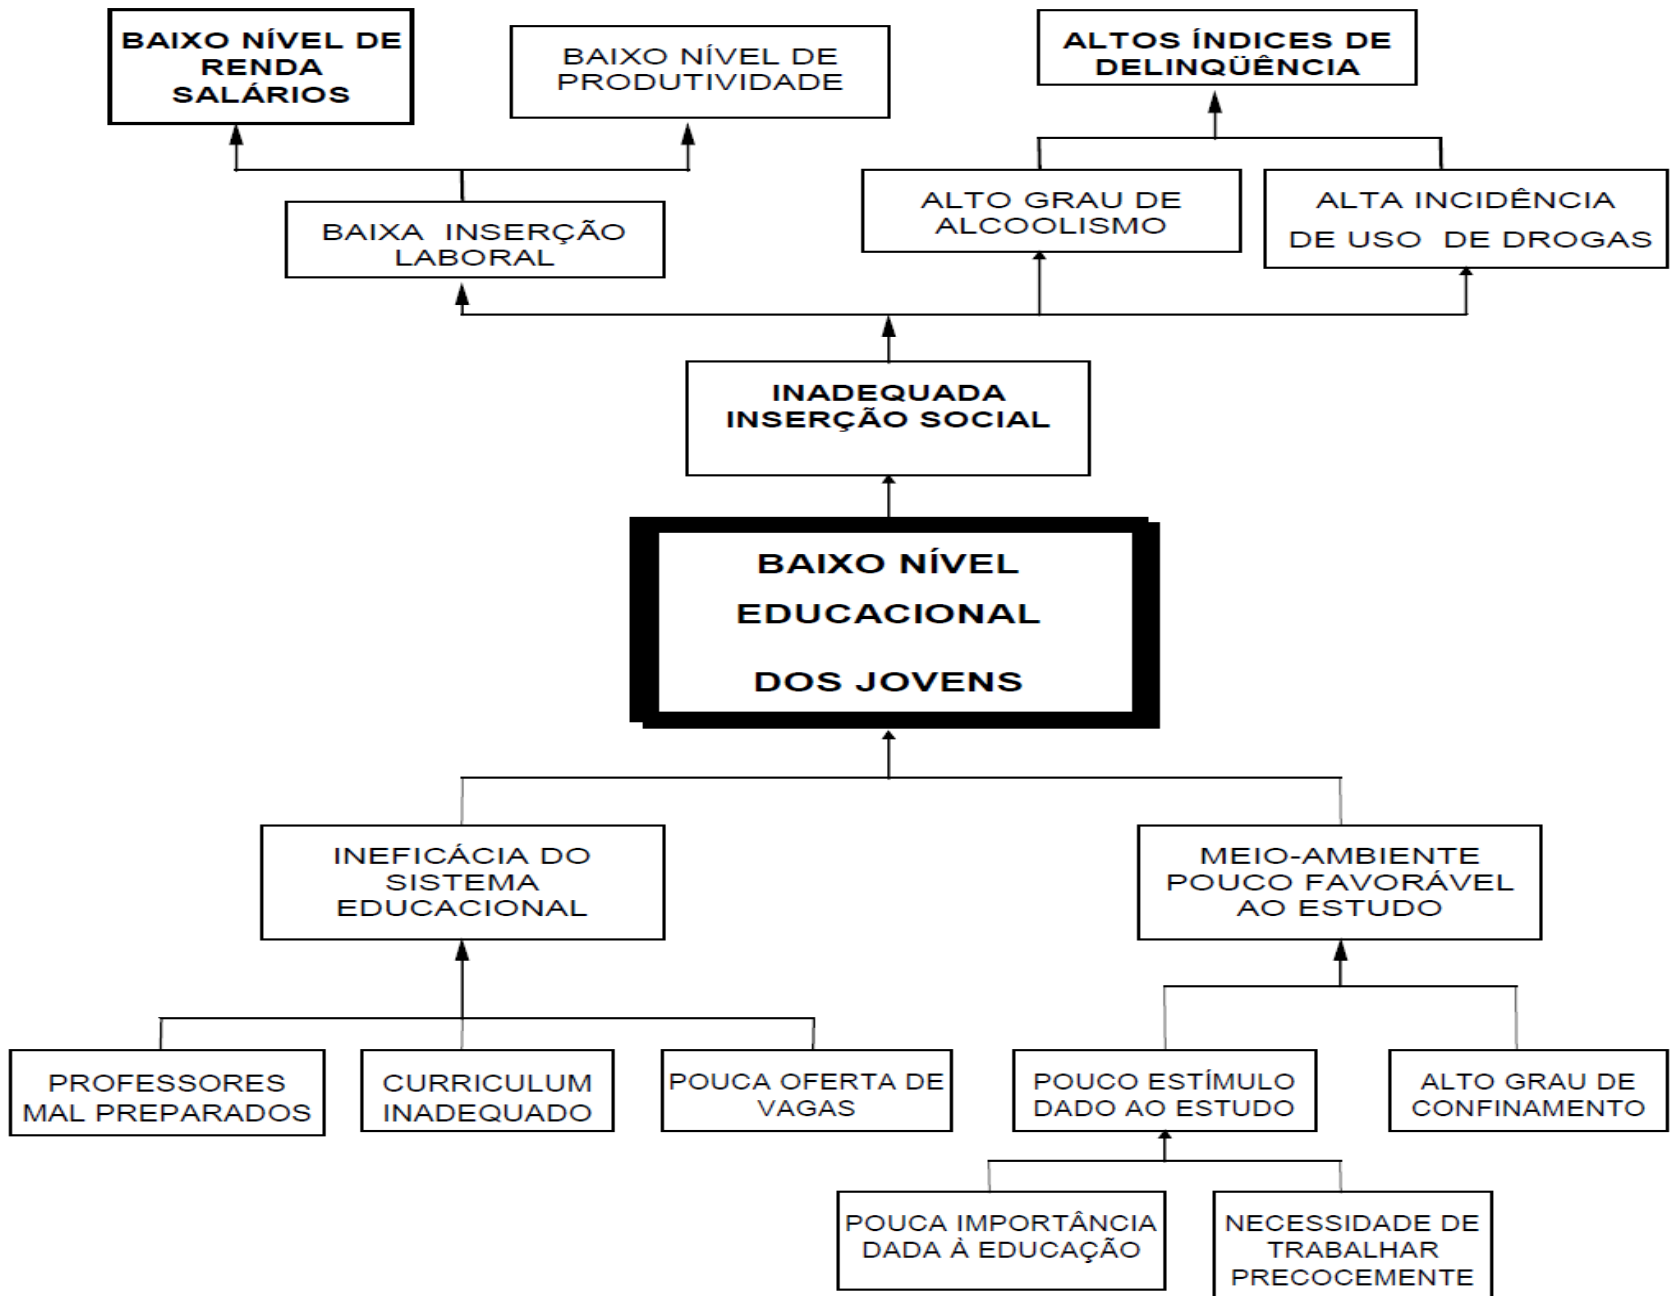 BAIXO NÍVEL DE
RENDA
SALÁRIOS
BAIXO NÍVEL DE
PRODUTIVIDADE
ALTOS ÍNDICES DE
DELINQÜÊNCIA
BAIXA INSERÇÃO
LABORAL
ALTO GRAU DE
ALCOOLISMO
ALTA INCIDÊNCIA
DE USO DE DROGAS
INADEQUADA
INSERÇÃO SOCIAL
BAIXO NÍVEL
EDUCACIONAL
DOS JOVENS
INEFICÁCIA DO
SISTEMA
EDUCACIONAL
MEIO-AMBIENTE
POUCO FAVORÁVEL
AO ESTUDO
PROFESSORES
MAL PREPARADOS
CURRICULUM
INADEQUADO
POUCA OFERTA DE
VAGAS
POUCO ESTÍMULO
DADO AO ESTUDO
ALTO GRAU DE
CONFINAMENTO
POUCA IMPORTÂNCIA
DADA À EDUCAÇÃO
NECESSIDADE DE
TRABALHAR
PRECOCEMENTE